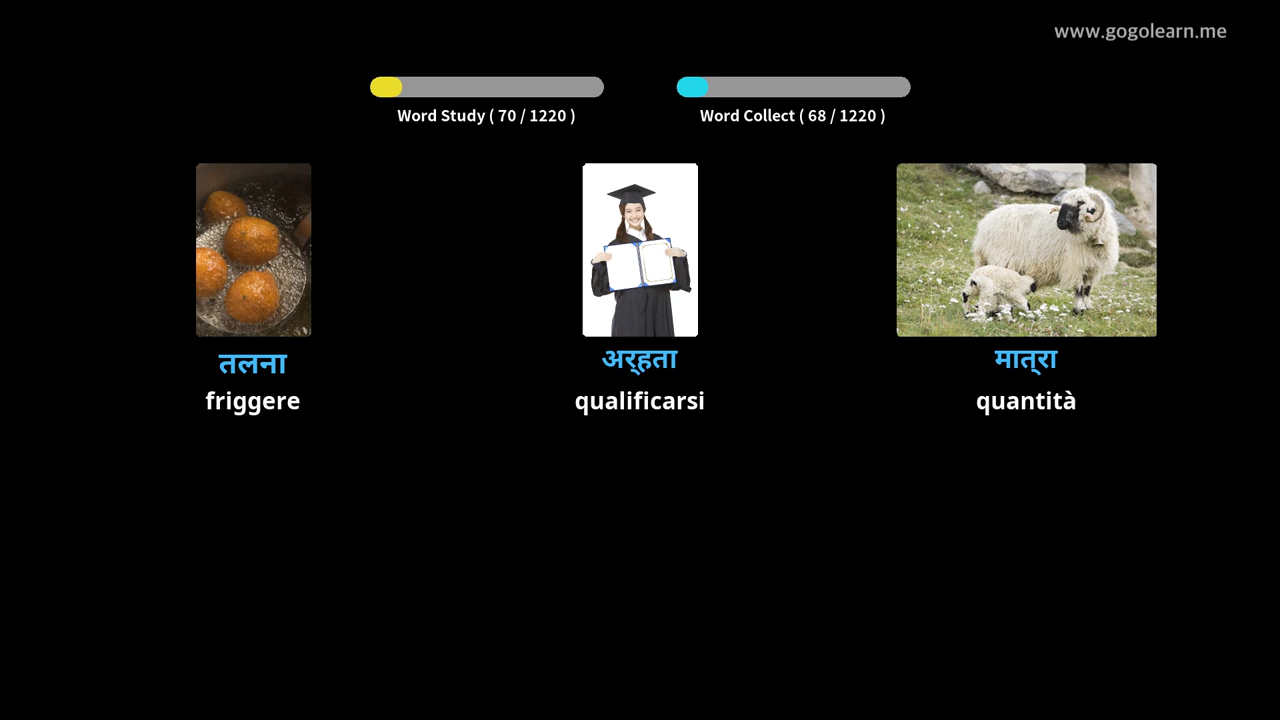 www.gogolearn.me
Word Study ( 70 / 1220 )
Word Collect ( 68 / 1220 )
तलना
अर्हता
मात्रा
friggere
qualificarsi
quantità